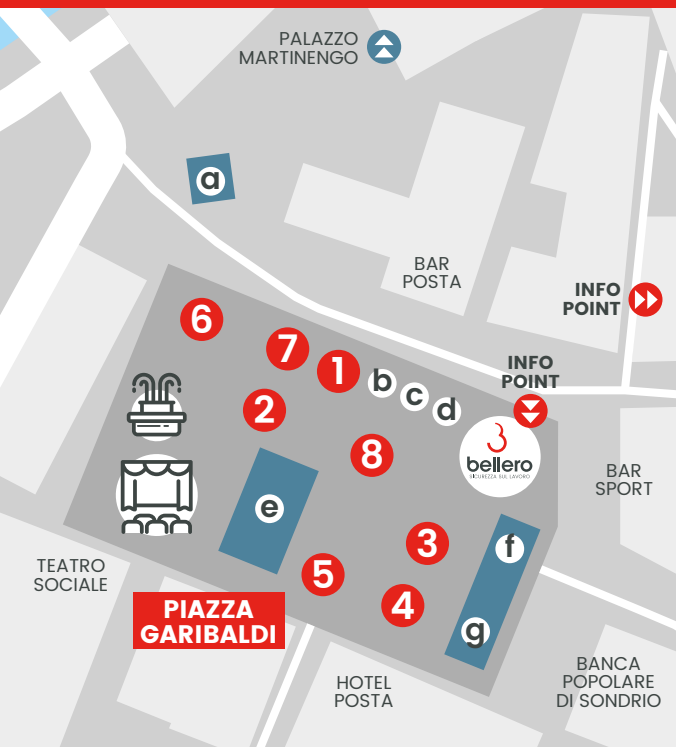 PALAZZO
MARTINENGO
a
BAR
POSTA
INFO
POINT
6
7
1
b
c
d
INFO
POINT
2
8
bellero
SICUREZZA SUL LAVORO
BAR
SPORT
e
3
f
TEATRO
SOCIALE
5
4
g
PIAZZA
GARIBALDI
HOTEL
POSTA
BANCA
POPOLARE
DI SONDRIO